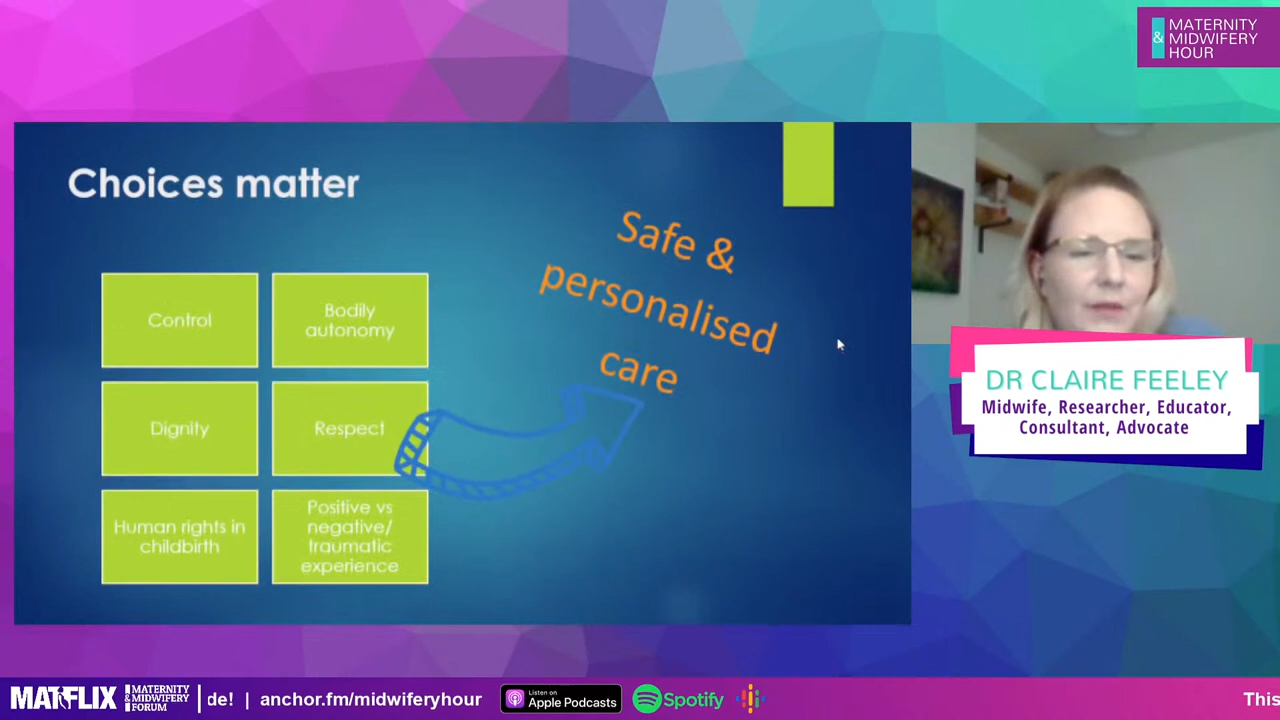 &
MATERNITY
MIDWIFERY
HOUR
Choices matter
Control
Bodily
autonomy
Dignity
Respect
Human rights in
childbirth
Positive vs
negative/
traumatic
experience
Safe &
personalised
care
DR CLAIRE FEELEY
Midwife, Researcher, Educator,
Consultant, Advocate
MATFLIX
MATERNITY
&MIDWIFERY
FORUM
de! | anchor.fm/midwiferyhour
Listen on
Apple Podcasts
Spotify
This